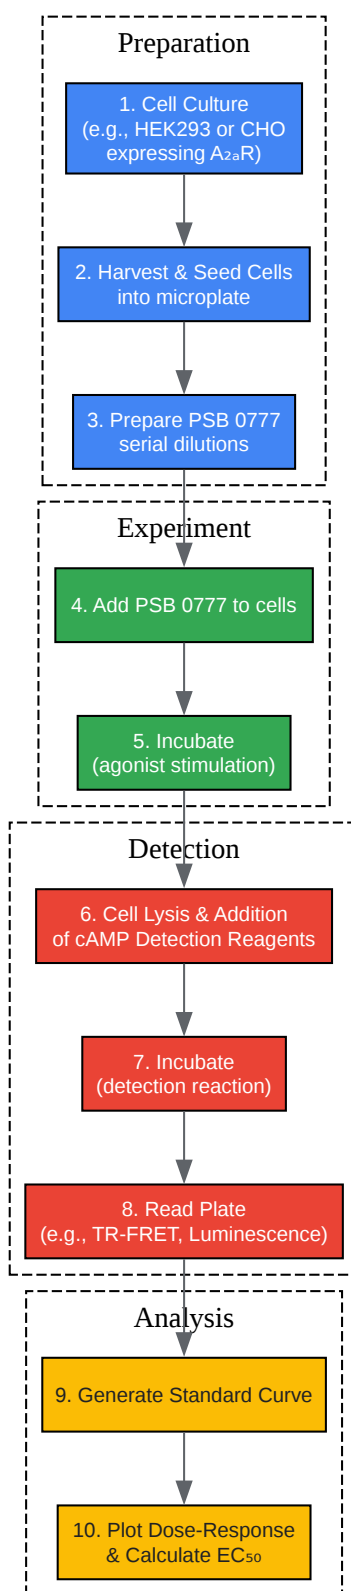 Preparation
1. Cell Culture
(e.g., HEK293 or CHO
expressing A₂ₐR)
2. Harvest & Seed Cells
into microplate
3. Prepare PSB 0777
serial dilutions
Experiment
4. Add PSB 0777 to cells
5. Incubate
(agonist stimulation)
Detection
6. Cell Lysis & Addition
of cAMP Detection Reagents
7. Incubate
(detection reaction)
8. Read Plate
(e.g., TR-FRET, Luminescence)
Analysis
9. Generate Standard Curve
10. Plot Dose-Response
& Calculate EC₅₀